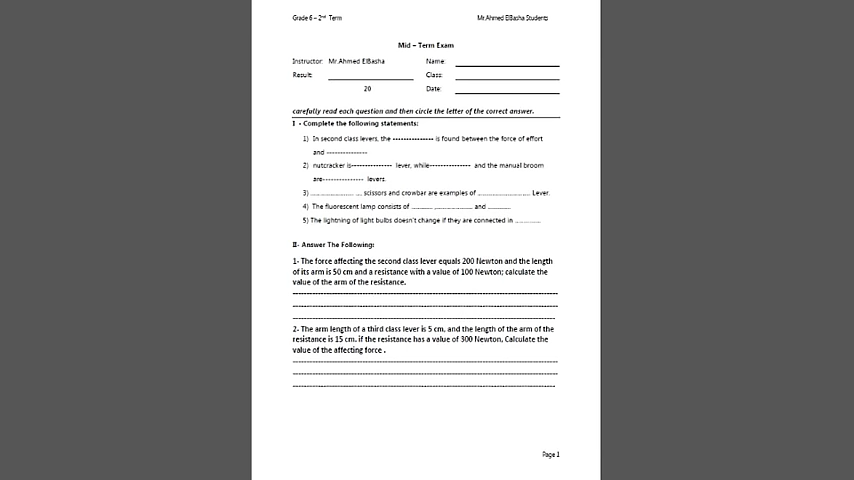 Grade 6 – 2nd Term Mr.Ahmed ElBasha Students
Mid – Term Exam
Instructor: Mr.Ahmed ElBasha Name:
Result: Class:
20 Date:
carefully read each question and then circle the letter of the correct answer.
I - Complete the following statements:
1) In second class levers, the --------------- is found between the force of effort
and ---------------
2) nutcracker is--------------- lever, while--------------- and the manual broom
are--------------- levers.
3) ..................... ... scissors and crowbar are examples of .......................... Lever.
4) The fluorescent lamp consists of ........... ................... and ...........
5) The lightning of light bulbs doesn't change if they are connected in .............
II- Answer The Following:
1- The force affecting the second class lever equals 200 Newton and the length
of its arm is 50 cm and a resistance with a value of 100 Newton; calculate the
value of the arm of the resistance.
2- The arm length of a third class lever is 5 cm, and the length of the arm of the
resistance is 15 cm. if the resistance has a value of 300 Newton, Calculate the
value of the affecting force .
Page 1